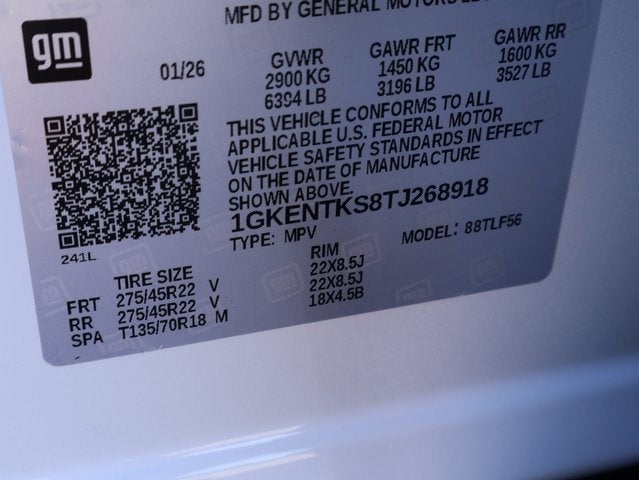 MFD BY GENERAL MOTORS LLC
gm
01/26
GVWR GAWR FRT GAWR RR
2900 KG 1450 KG 1600 KG
6394 LB 3196 LB 3527 LB
THIS VEHICLE CONFORMS TO ALL
APPLICABLE U.S. FEDERAL MOTOR
VEHICLE SAFETY STANDARDS IN EFFECT
ON THE DATE OF MANUFACTURE
SHOWN ABOVE.
1GKENTKS8TJ268918
TYPE: MPV MODEL: 88TLF56
241L
TIRE SIZE RIM
FRT 275/45R22 V 22X8.5J
RR 275/45R22 V 22X8.5J
SPA T135/70R18 M 18X4.5B